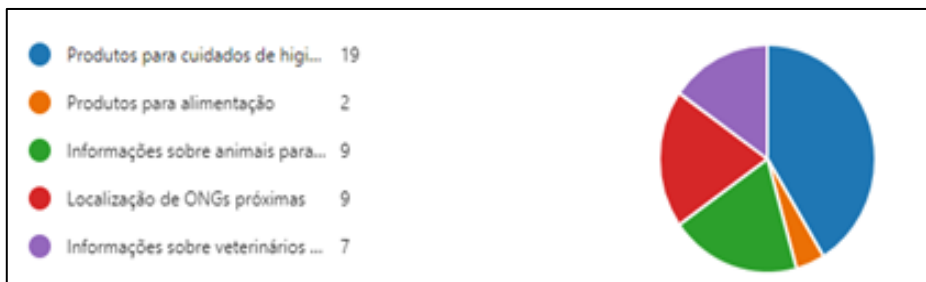 Produtos para cuidados de higi... 19
Produtos para alimentação 2
Informações sobre animais para... 9
Localização de ONGs próximas 9
Informações sobre veterinários ... 7